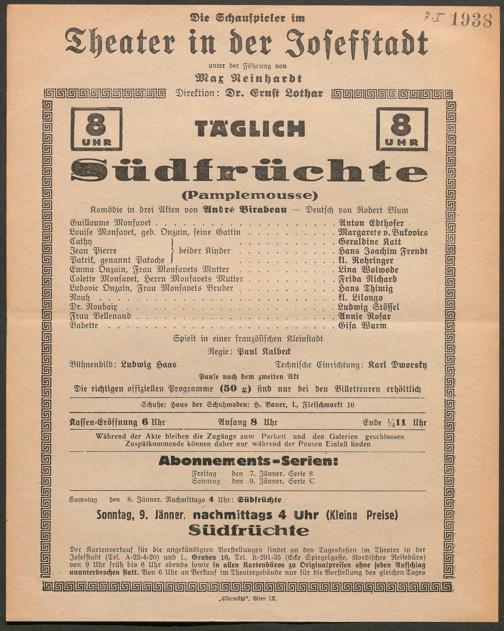 7. I 1938
Die Schauspieler im
Theater in der Josefstadt
unter der Führung von
Max Reinhardt
Direktion: Dr. Ernst Lothar
8 UHR TÄGLICH 8 UHR
Südfrüchte
(Pamplemousse)
Komödie in drei Akten von André Birabeau — Deutsch von Robert Blum
Guillaume Monfavet . . . Anton Edthofer
Louise Monfavet, geb. Onzain, seine Gattin . . . Margarete v. Bukovics
Cathy . . . Geraldine Katt
Jean Pierre } beider Kinder . . . Hans Joachim Frendt
Patrik, genannt Patoche . . . kl. Rohringer
Emma Onzain, Frau Monfavets Mutter . . . Lina Woiwode
Colette Monfavet, Herrn Monfavets Mutter . . . Frida Richard
Ludovic Onzain, Frau Monfavets Bruder . . . Hans Thimig
Noah . . . kl. Lilongo
Dr. Roubaix . . . Ludwig Stössel
Frau Bellenand . . . Annie Rosar
Babette . . . Gisa Wurm
Spielt in einer französischen Kleinstadt
Regie: Paul Kalbeck
Bühnenbild: Ludwig Haas Technische Einrichtung: Karl Dworsky
Pause nach dem zweiten Akt
Die richtigen offiziellen Programme (50 g) sind nur bei den Billetteuren erhältlich
Schuhe: Haus der Schuhmoden: H. Bauer, I., Fleischmarkt 10
Kassen-Eröffnung 6 Uhr Anfang 8 Uhr Ende ¼11 Uhr
Während der Akte bleiben die Zugänge zum Parkett und den Galerien geschlossen
Zuspätkommende können daher nur während der Pausen Einlaß finden
Abonnements-Serien:
Freitag den 7. Jänner, Serie 8
Sonntag den 9. Jänner, Serie C
Samstag den 8. Jänner. Nachmittags 4 Uhr: Südfrüchte
Sonntag, 9. Jänner. nachmittags 4 Uhr (Kleine Preise)
Südfrüchte
Der Kartenverkauf für die angekündigten Vorstellungen findet an den Tageskassen im Theater in der
Josefstadt (Tel. A-22-4-20) und I., Graben 10, Tel. R-201-35 (Ecke Spiegelgasse, Nordisches Reisebüro)
von 9 Uhr früh bis 6 Uhr abends sowie in allen Kartenbüros zu Originalpreisen ohne jeden Aufschlag
ununterbrochen statt. Von 6 Uhr an Verkauf im Theatergebäude nur für die Vorstellung des gleichen Tages
„Elbemühl“, Wien IX.